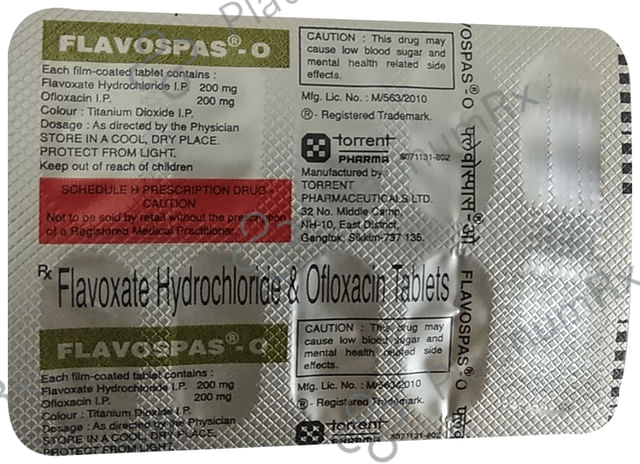 FLAVOSPAS®-O
Each film-coated tablet contains :
Flavoxate Hydrochloride I.P. 200 mg
Ofloxacin I.P. 200 mg
Colour : Titanium Dioxide I.P.
Dosage : As directed by the Physician
STORE IN A COOL, DRY PLACE.
PROTECT FROM LIGHT.
Keep out of reach of children
SCHEDULE H PRESCRIPTION DRUG -
CAUTION
Not to be sold by retail without the prescription
of a Registered Medical Practitioner.
CAUTION : This drug may
cause low blood sugar and
mental health related side
effects.
Mfg. Lic. No. : M/563/2010
® - Registered Trademark.
torrent
PHARMA 8071131-802
Manufactured by
TORRENT
PHARMACEUTICALS LTD.
32 No. Middle Camp,
NH-10, East District,
Gangtok, Sikkim-737 135.
Rx Flavoxate Hydrochloride & Ofloxacin Tablets
FLAVOSPAS®-O
Each film-coated tablet contains :
Flavoxate Hydrochloride I.P. 200 mg
Ofloxacin I.P. 200 mg
Colour : Titanium Dioxide I.P.
Dosage : As directed by the Physician
STORE IN A COOL, DRY PLACE.
PROTECT FROM LIGHT
CAUTION : This drug may
cause low blood sugar and
mental health related side
effects.
Mfg. Lic. No. : M/563/2010
® - Registered Trademark.
torrent
PHARMA 8071131-802
VOSPAS®-O फ्लेवोस्पास®-ओ
FLAVOSPAS®-O